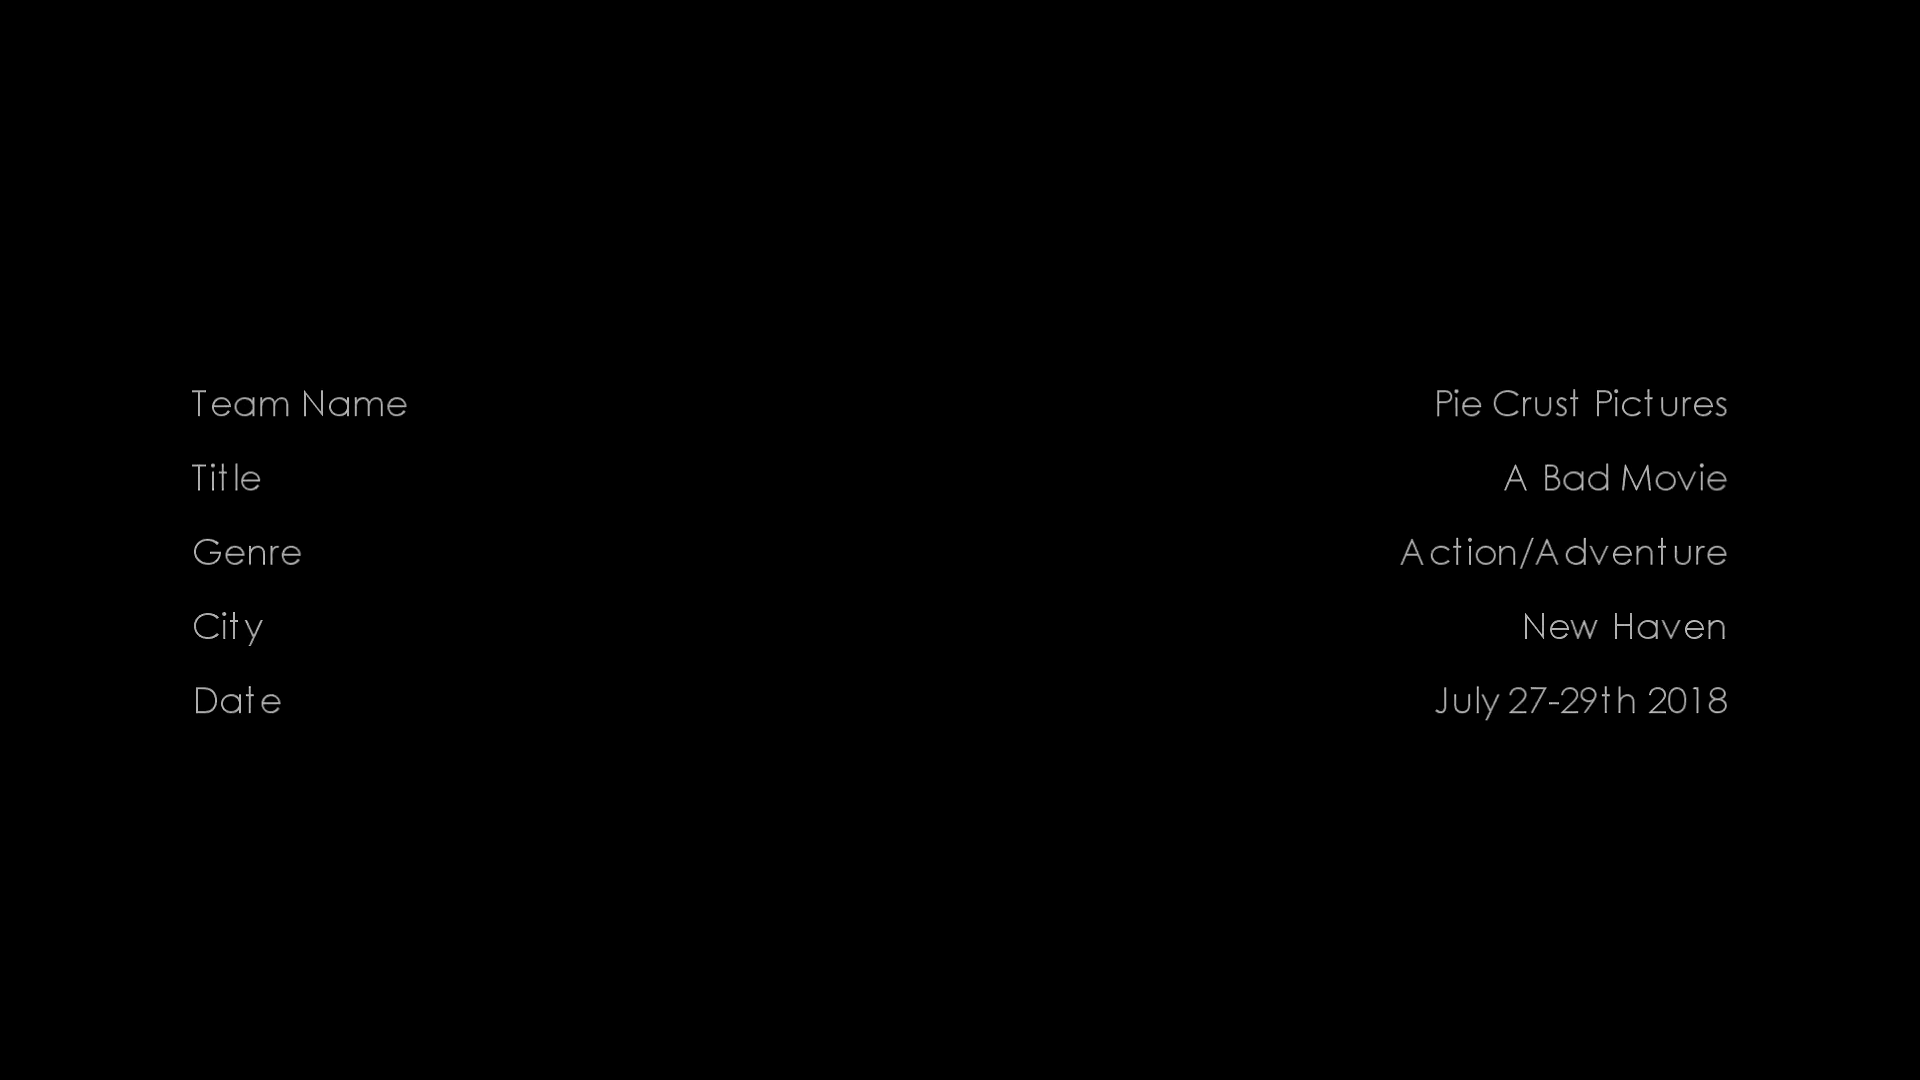 Team Name Pie Crust Pictures
Title A Bad Movie
Genre Action/Adventure
City New Haven
Date July 27-29th 2018